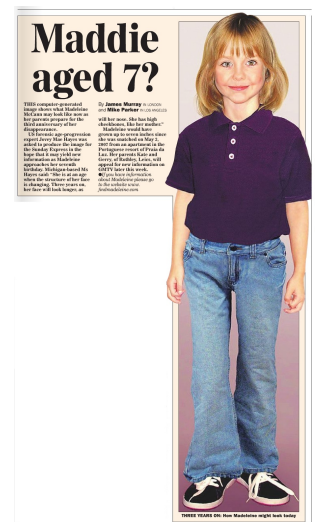 Maddie
aged 7?
THIS computer-generated
image shows what Madeleine
McCann may look like now as
her parents prepare for the
third anniversary of her
disappearance.
US forensic age-progression
expert Jerry Mae Hayes was
asked to produce the image for
the Sunday Express in the
hope that it may yield new
information as Madeleine
approaches her seventh
birthday. Michigan-based Ms
Hayes said: "She is at an age
when the structure of her face
is changing. Three years on,
her face will look longer, as
By James Murray IN LONDON
and Mike Parker IN LOS ANGELES
will her nose. She has high
cheekbones, like her mother."
Madeleine would have
grown up to seven inches since
she was snatched on May 3,
2007 from an apartment in the
Portuguese resort of Praia da
Luz. Her parents Kate and
Gerry, of Rothley, Leics, will
appeal for new information on
GMTV later this week.
If you have information
about Madeleine please go
to the website www.
findmadeleine.com
THREE YEARS ON: How Madeleine might look today